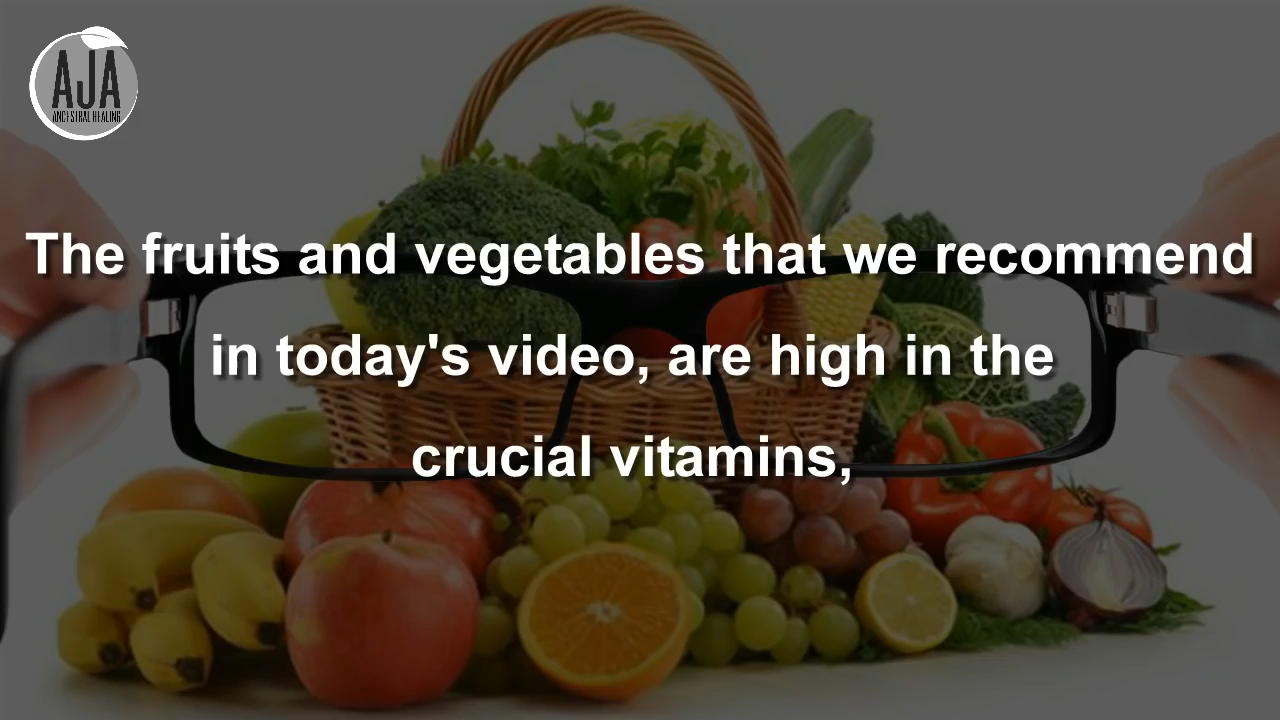 AJA
ANCESTRAL HEALING
The fruits and vegetables that we recommend
in today's video, are high in the
crucial vitamins,